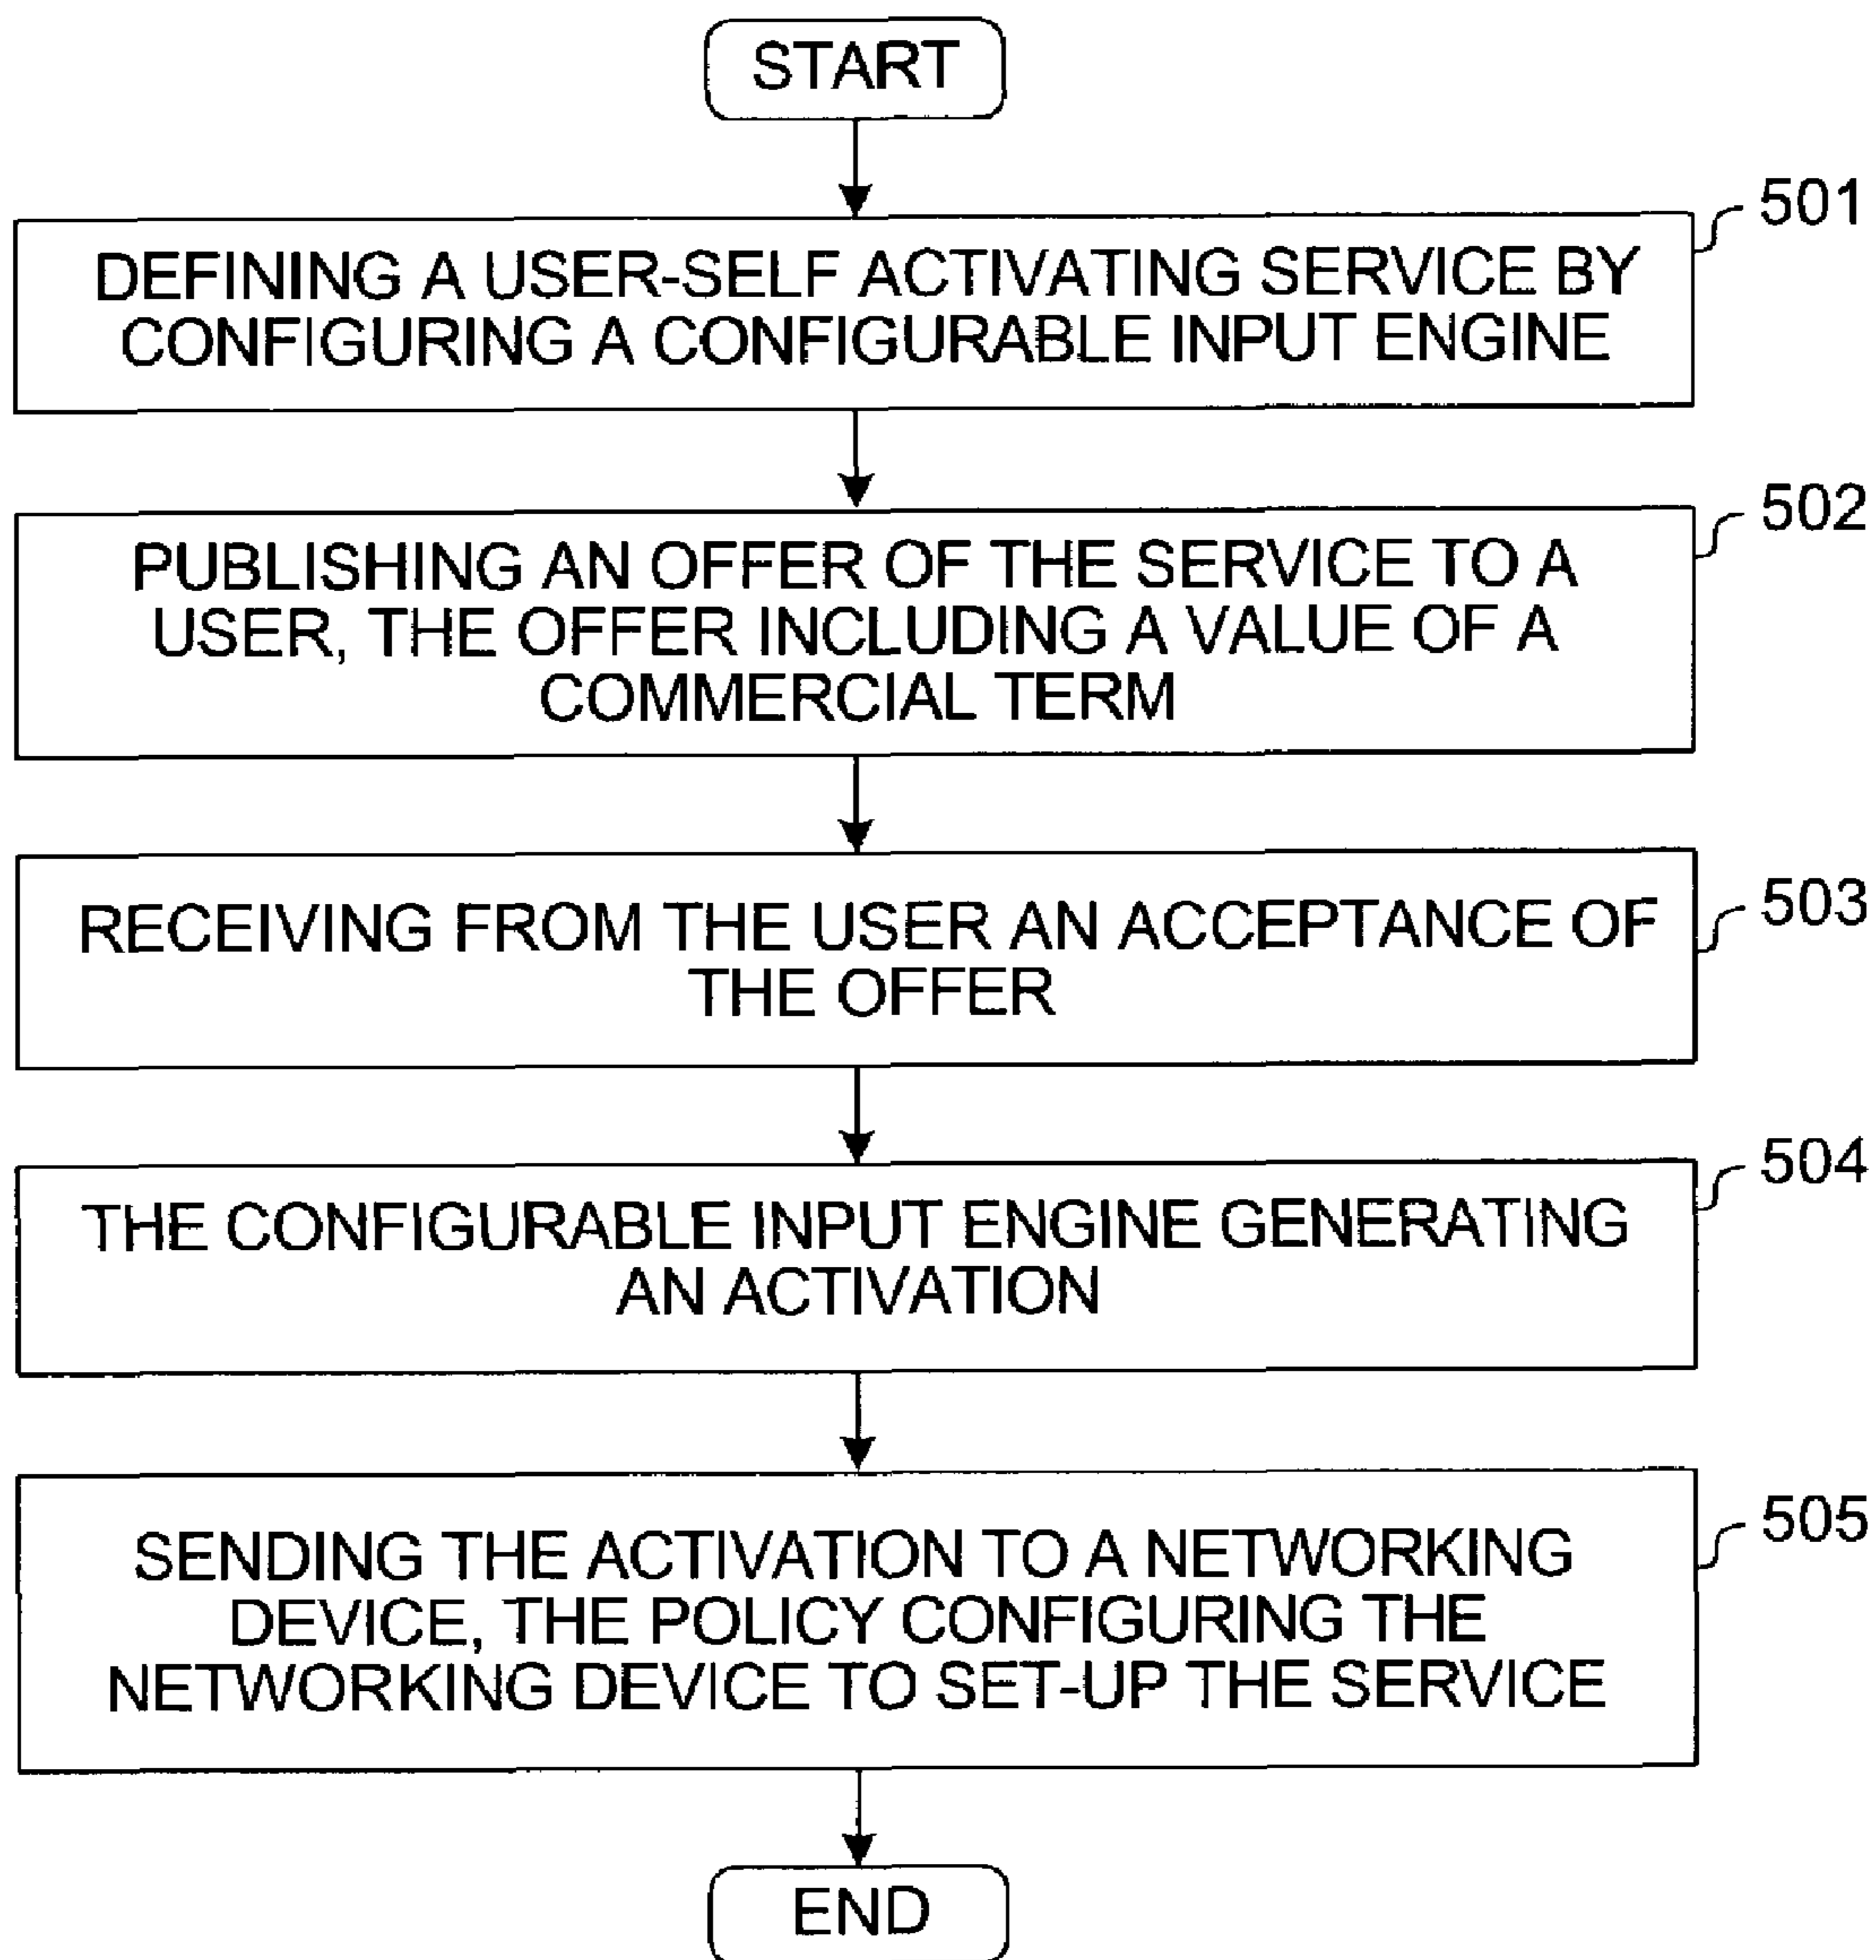 START
501
DEFINING A USER-SELF ACTIVATING SERVICE BY
CONFIGURING A CONFIGURABLE INPUT ENGINE
502
PUBLISHING AN OFFER OF THE SERVICE TO A
USER, THE OFFER INCLUDING A VALUE OF A
COMMERCIAL TERM
503
RECEIVING FROM THE USER AN ACCEPTANCE OF
THE OFFER
504
THE CONFIGURABLE INPUT ENGINE GENERATING
AN ACTIVATION
505
SENDING THE ACTIVATION TO A NETWORKING
DEVICE, THE POLICY CONFIGURING THE
NETWORKING DEVICE TO SET-UP THE SERVICE
END